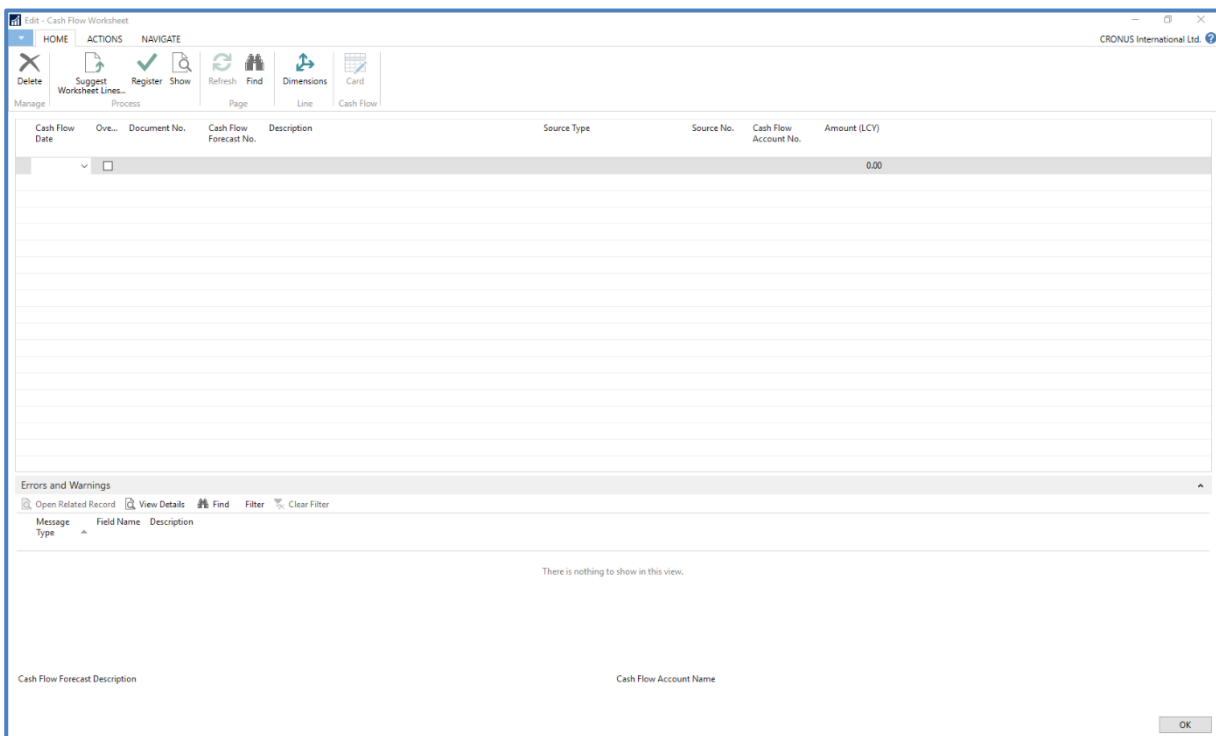 Edit - Cash Flow Worksheet
HOME ACTIONS NAVIGATE CRONUS International Ltd.
Delete Suggest Worksheet Lines... Register Show Refresh Find Dimensions Card
Manage Process Page Line Cash Flow
Cash Flow Date Ove... Document No. Cash Flow Forecast No. Description Source Type Source No. Cash Flow Account No. Amount (LCY)
0.00
Errors and Warnings
Open Related Record View Details Find Filter Clear Filter
Message Type Field Name Description
There is nothing to show in this view.
Cash Flow Forecast Description Cash Flow Account Name
OK